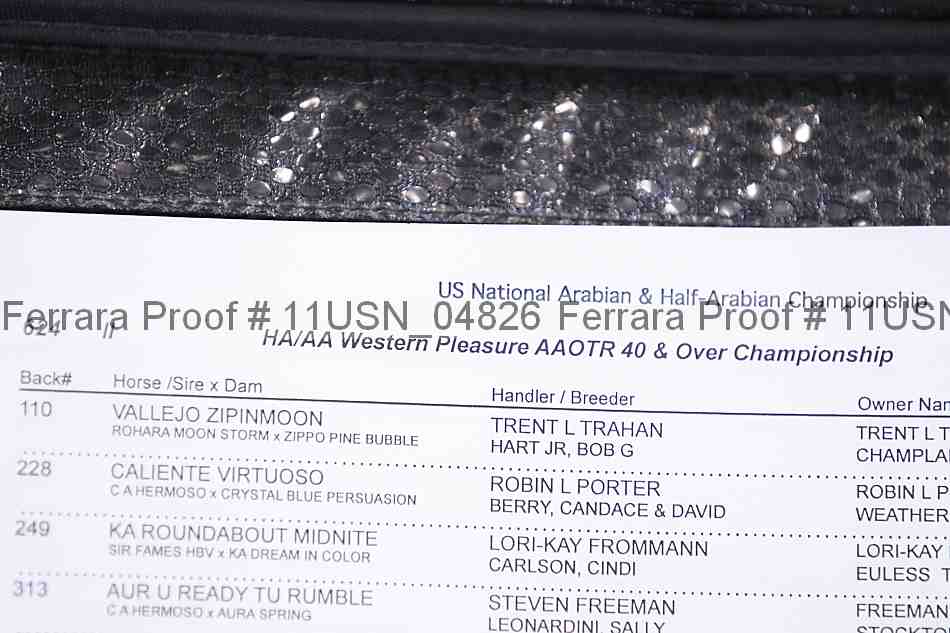 US National Arabian & Half-Arabian Championship
Ferrara Proof # 11USN_04826 Ferrara Proof # 11USN
624 //
HA/AA Western Pleasure AAOTR 40 & Over Championship
Back# Horse /Sire x Dam Handler / Breeder Owner Nam
110 VALLEJO ZIPINMOON TRENT L TRAHAN TRENT L T
ROHARA MOON STORM x ZIPPO PINE BUBBLE HART JR, BOB G CHAMPLAI
228 CALIENTE VIRTUOSO ROBIN L PORTER ROBIN L P
C A HERMOSO x CRYSTAL BLUE PERSUASION BERRY, CANDACE & DAVID WEATHER
249 KA ROUNDABOUT MIDNITE LORI-KAY FROMMANN LORI-KAY
SIR FAMES HBV x KA DREAM IN COLOR CARLSON, CINDI EULESS T
313 AUR U READY TU RUMBLE STEVEN FREEMAN FREEMAN
C A HERMOSO x AURA SPRING LEONARDINI, SALLY STOCKTO